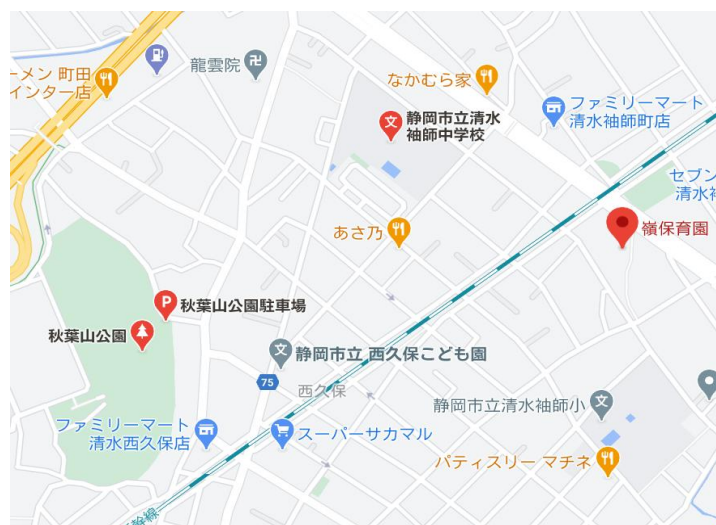 龍雲院
ーメン 町田
インター店
なかむら家
静岡市立清水
袖師中学校
ファミリーマート
清水袖師町店
セブン
清水袖
嶺保育園
あさ乃
P
秋葉山公園駐車場
秋葉山公園
文
静岡市立 西久保こども園
75
西久保
静岡市立清水袖師小
文
ファミリーマート
清水西久保店
スーパーサカマル
パティスリー マチネ
幹線